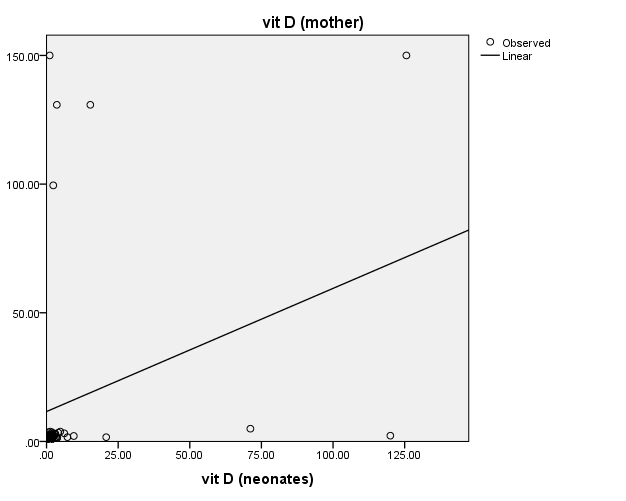 vit D (mother)
Observed
Linear
150.00
100.00
50.00
.00
.00 25.00 50.00 75.00 100.00 125.00
vit D (neonates)